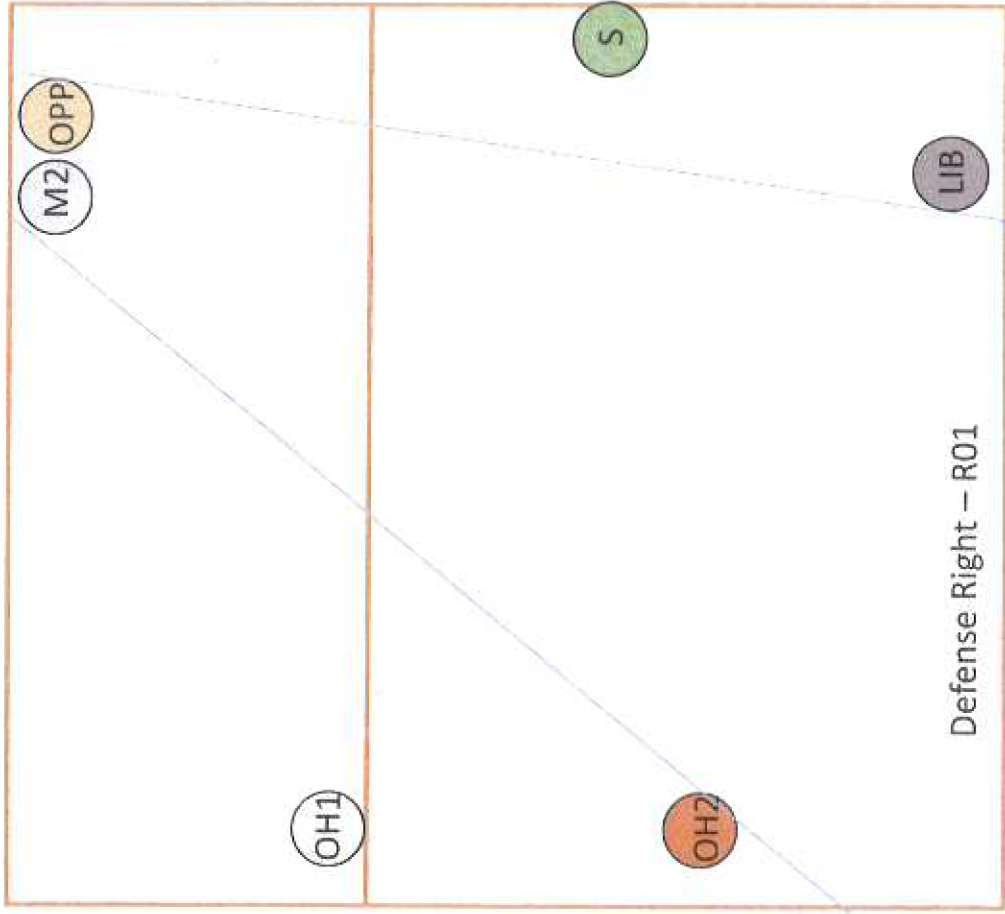 M2
OPP
S
LIB
OH1
OH2
Defense Right – R01